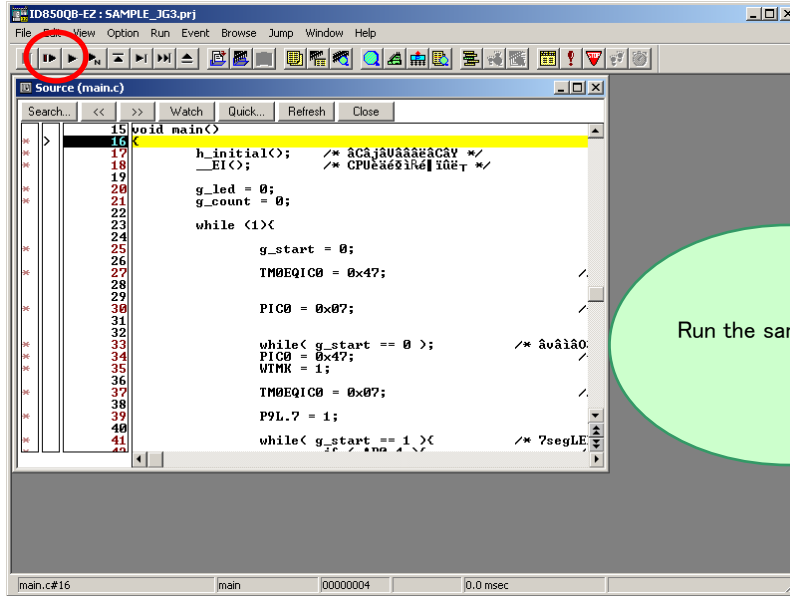 ID850QB-EZ : SAMPLE_JG3.prj
File Edit View Option Run Event Browse Jump Window Help
Source (main.c)
Search... << >> Watch Quick... Refresh Close
15 void main()
16 {
17 h_initial(); /* âCâjâUâââëâCâY */
18 __EI(); /*
19
20 g_led = 0;
21 g_count = 0;
22
23 while (1){
24
25 g_start = 0;
26
27 TM0EQIC0 = 0x47; /
28
29
30 PIC0 = 0x07; /
31
32
33 while( g_start == 0 ); /*
34 PIC0 = 0x47; /
35 WTMK = 1;
36
37 TM0EQIC0 = 0x07; /
38
39 P9L.7 = 1;
40
41 while( g_start == 1 ){ /* 7segLE
Run the sar
main.c#16 main 00000004 0.0 msec